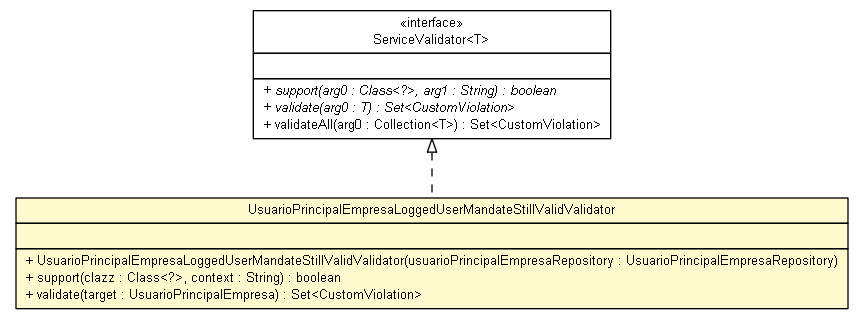 «interface»
ServiceValidator<T>
+ support(arg0 : Class<?>, arg1 : String) : boolean
+ validate(arg0 : T) : Set<CustomViolation>
+ validateAll(arg0 : Collection<T>) : Set<CustomViolation>
UsuarioPrincipalEmpresaLoggedUserMandateStillValidValidator
+ UsuarioPrincipalEmpresaLoggedUserMandateStillValidValidator(usuarioPrincipalEmpresaRepository : UsuarioPrincipalEmpresaRepository)
+ support(clazz : Class<?>, context : String) : boolean
+ validate(target : UsuarioPrincipalEmpresa) : Set<CustomViolation>